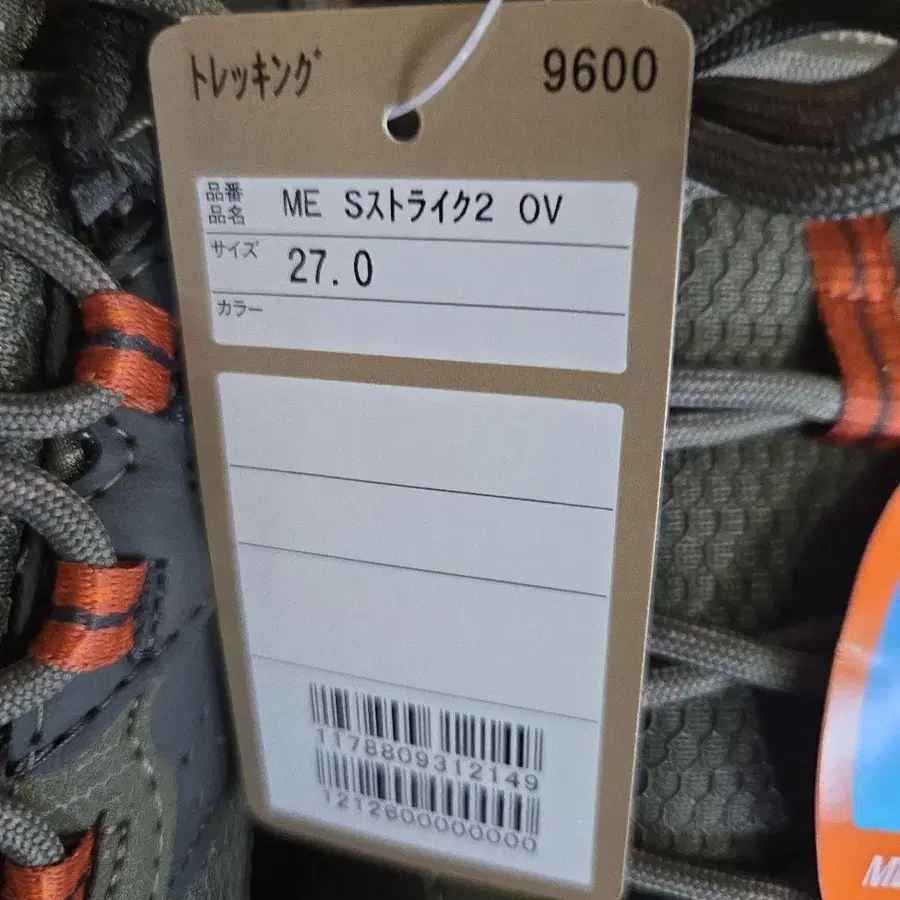 ﾄﾚｯｷﾝｸﾞ 9600
品番
品名 ME Sストライク2 OV
サイズ 27.0
カラー
1178809312149
1212800000000